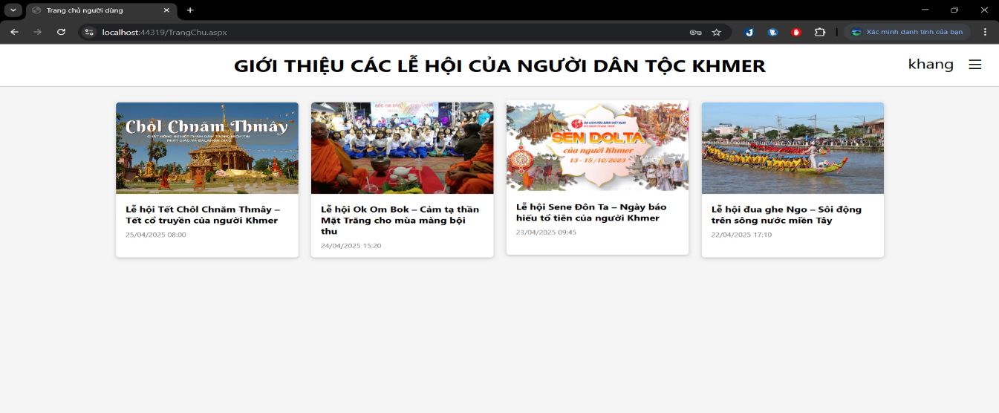 Trang chủ người dùng
localhost:44319/TrangChu.aspx
Xác minh danh tính của bạn
GIỚI THIỆU CÁC LỄ HỘI CỦA NGƯỜI DÂN TỘC KHMER
khang
Chôl Chnăm Thmây
PHẬT GIÁO VÀ BALAMON GIÁO
Lễ hội Tết Chôl Chnăm Thmây –
Tết cổ truyền của người Khmer
25/04/2025 08:00
Lễ hội Ok Om Bok – Cảm tạ thần
Mặt Trăng cho mùa màng bội
thu
24/04/2025 15:20
SEN DOLTA
của người Khmer
13 - 15/10/2023
Lễ hội Sene Đôn Ta – Ngày báo
hiếu tổ tiên của người Khmer
23/04/2025 09:45
Lễ hội đua ghe Ngo – Sôi động
trên sông nước miền Tây
22/04/2025 17:10